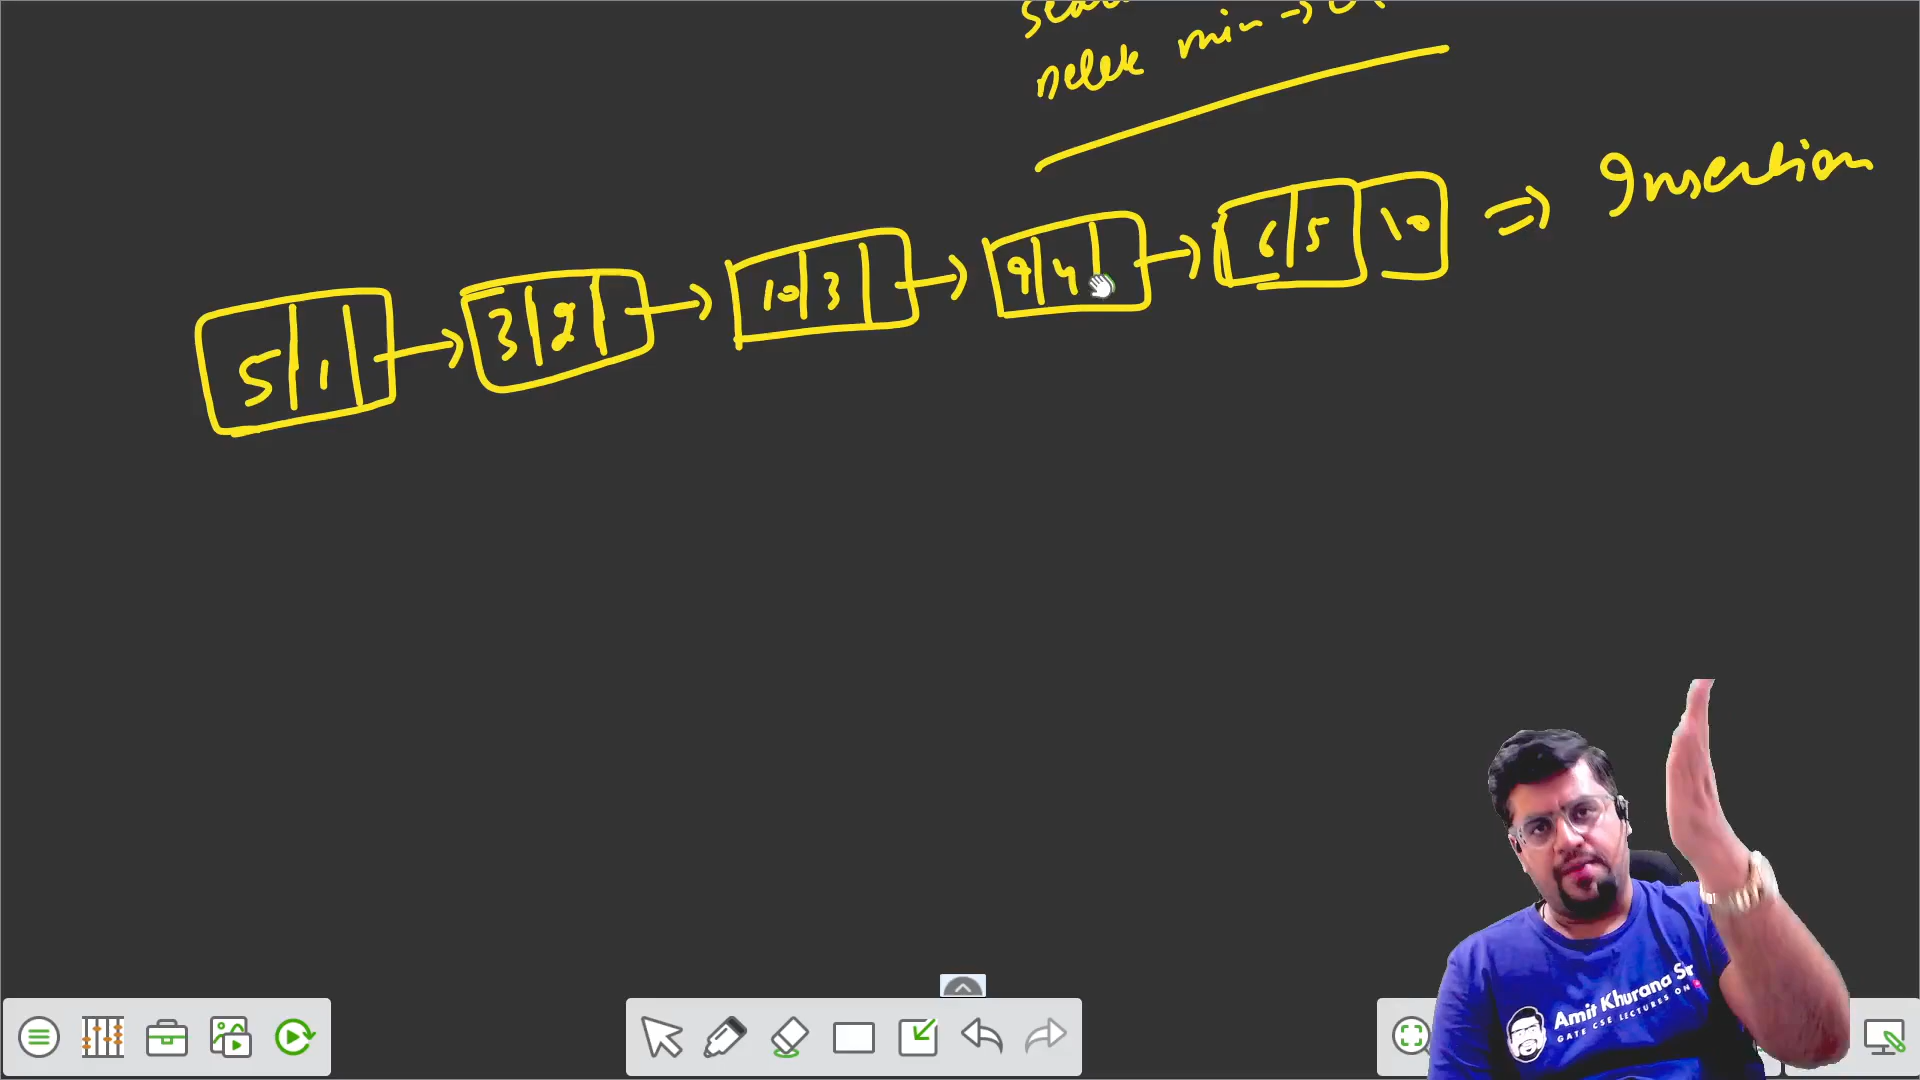 Delete min →
5 | 1
3 | 2
10 | 3
9 | 4
6 | 5 | 10
⇒ Insertion
Amit Khurana Sir
GATE CSE LECTURES ON